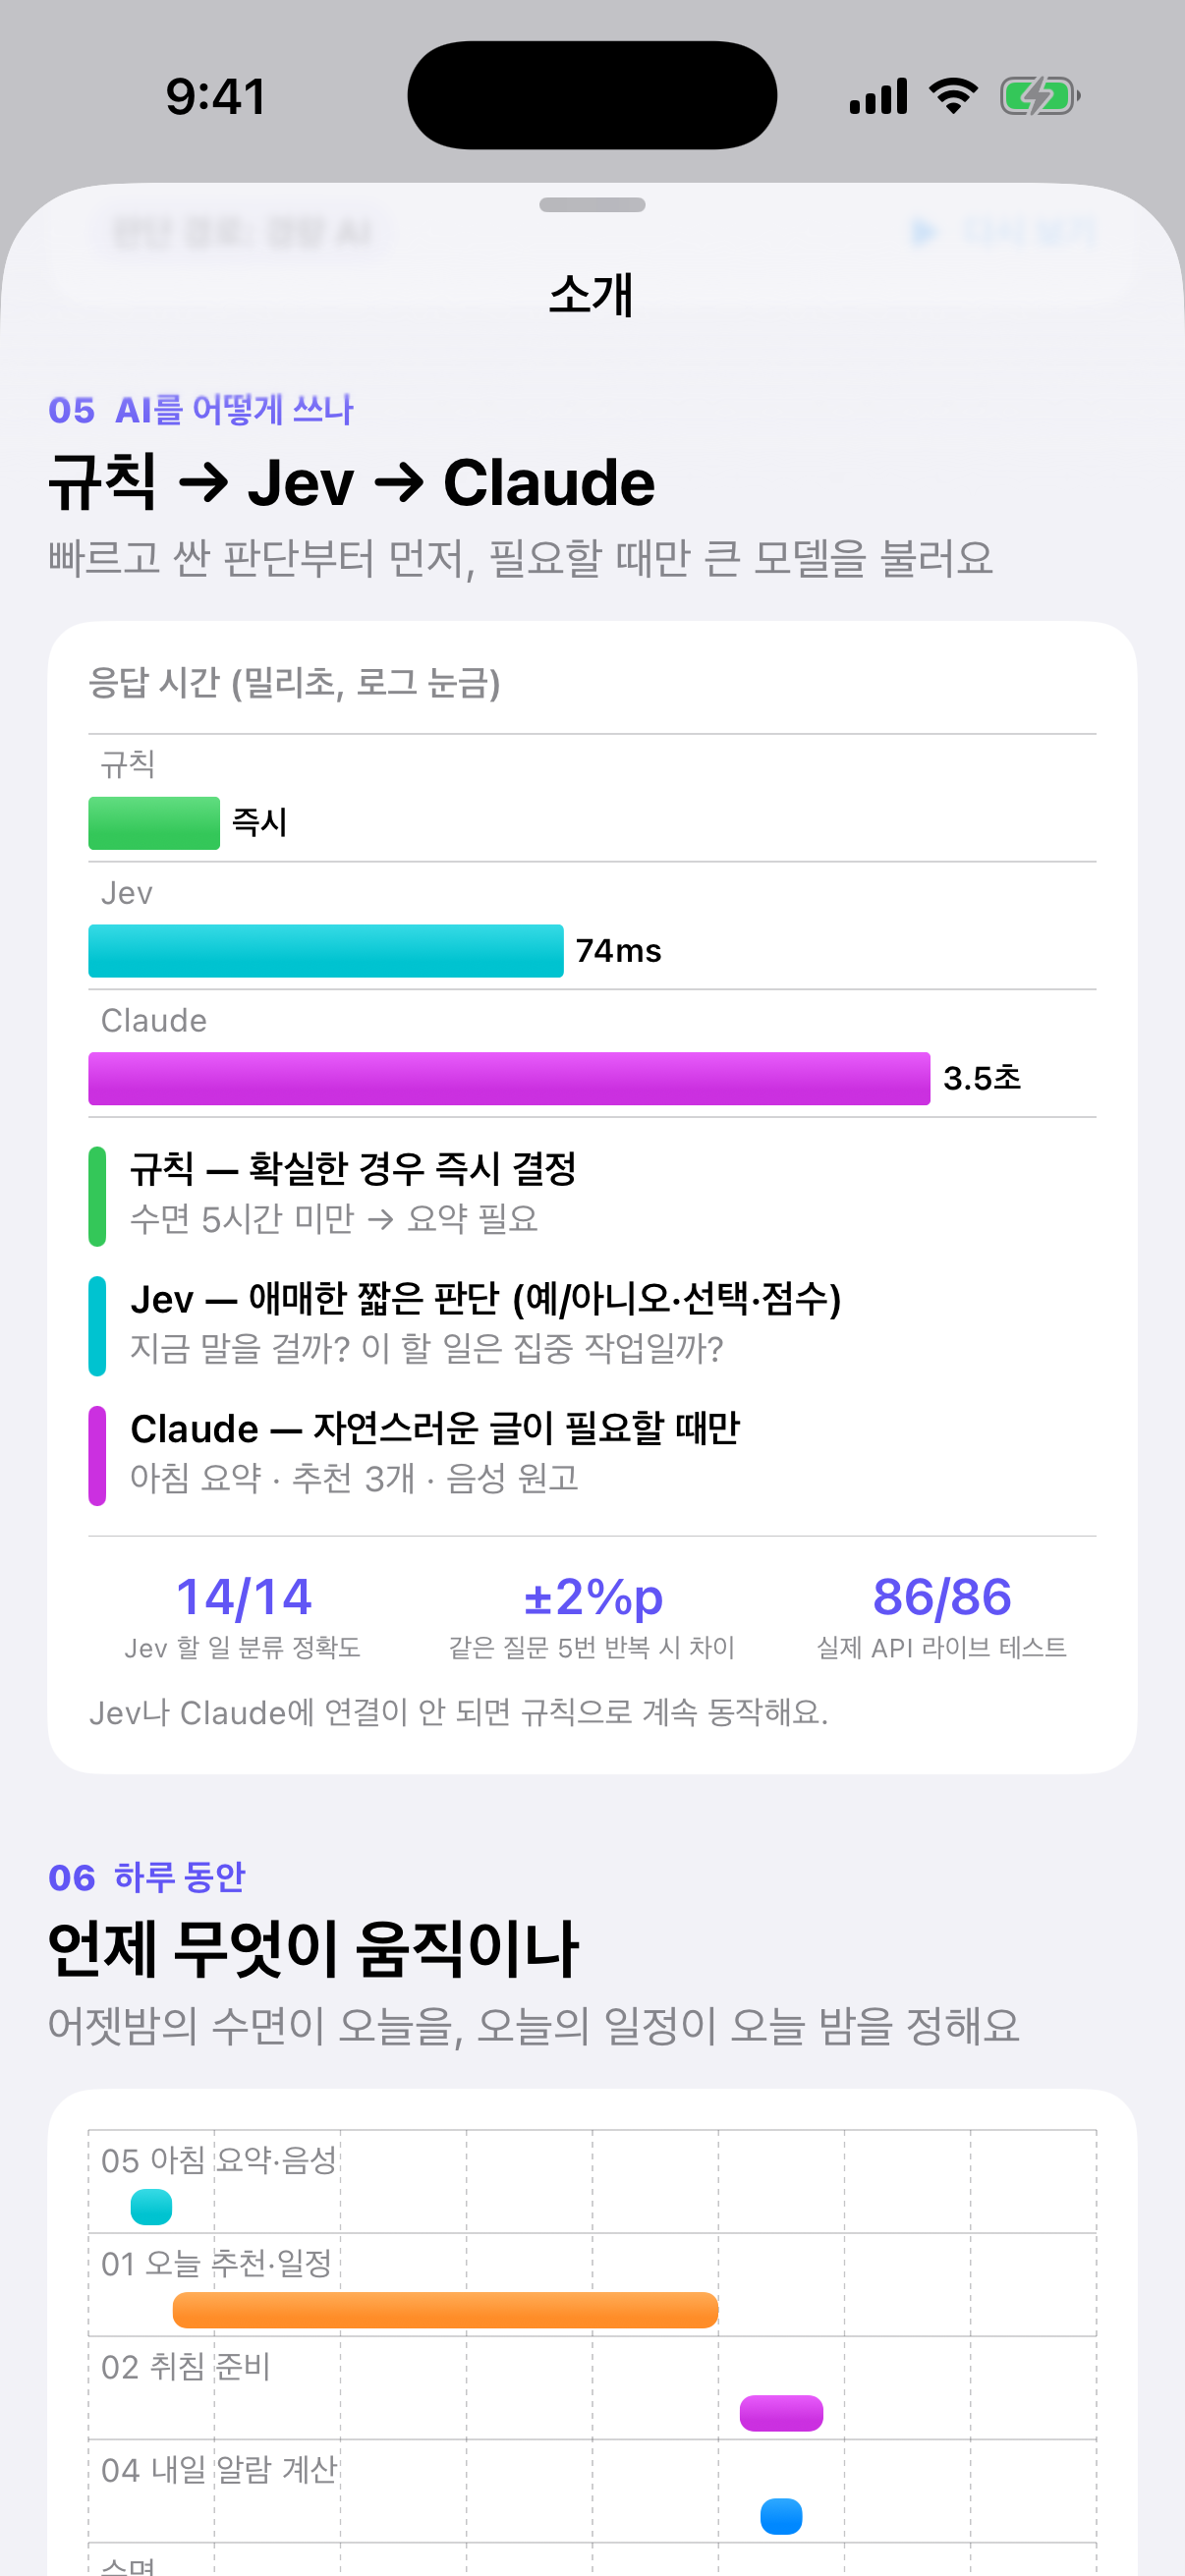 9:41
소개
05 AI를 어떻게 쓰나
규칙 → Jev → Claude
빠르고 싼 판단부터 먼저, 필요할 때만 큰 모델을 불러요
응답 시간 (밀리초, 로그 눈금)
규칙
즉시
Jev
74ms
Claude
3.5초
규칙 — 확실한 경우 즉시 결정
수면 5시간 미만 → 요약 필요
Jev — 애매한 짧은 판단 (예/아니오·선택·점수)
지금 말을 걸까? 이 할 일은 집중 작업일까?
Claude — 자연스러운 글이 필요할 때만
아침 요약 · 추천 3개 · 음성 원고
14/14 ±2%p 86/86
Jev 할 일 분류 정확도 같은 질문 5번 반복 시 차이 실제 API 라이브 테스트
Jev나 Claude에 연결이 안 되면 규칙으로 계속 동작해요.
06 하루 동안
언제 무엇이 움직이나
어젯밤의 수면이 오늘을, 오늘의 일정이 오늘 밤을 정해요
05 아침 요약·음성
01 오늘 추천·일정
02 취침 준비
04 내일 알람 계산
수면